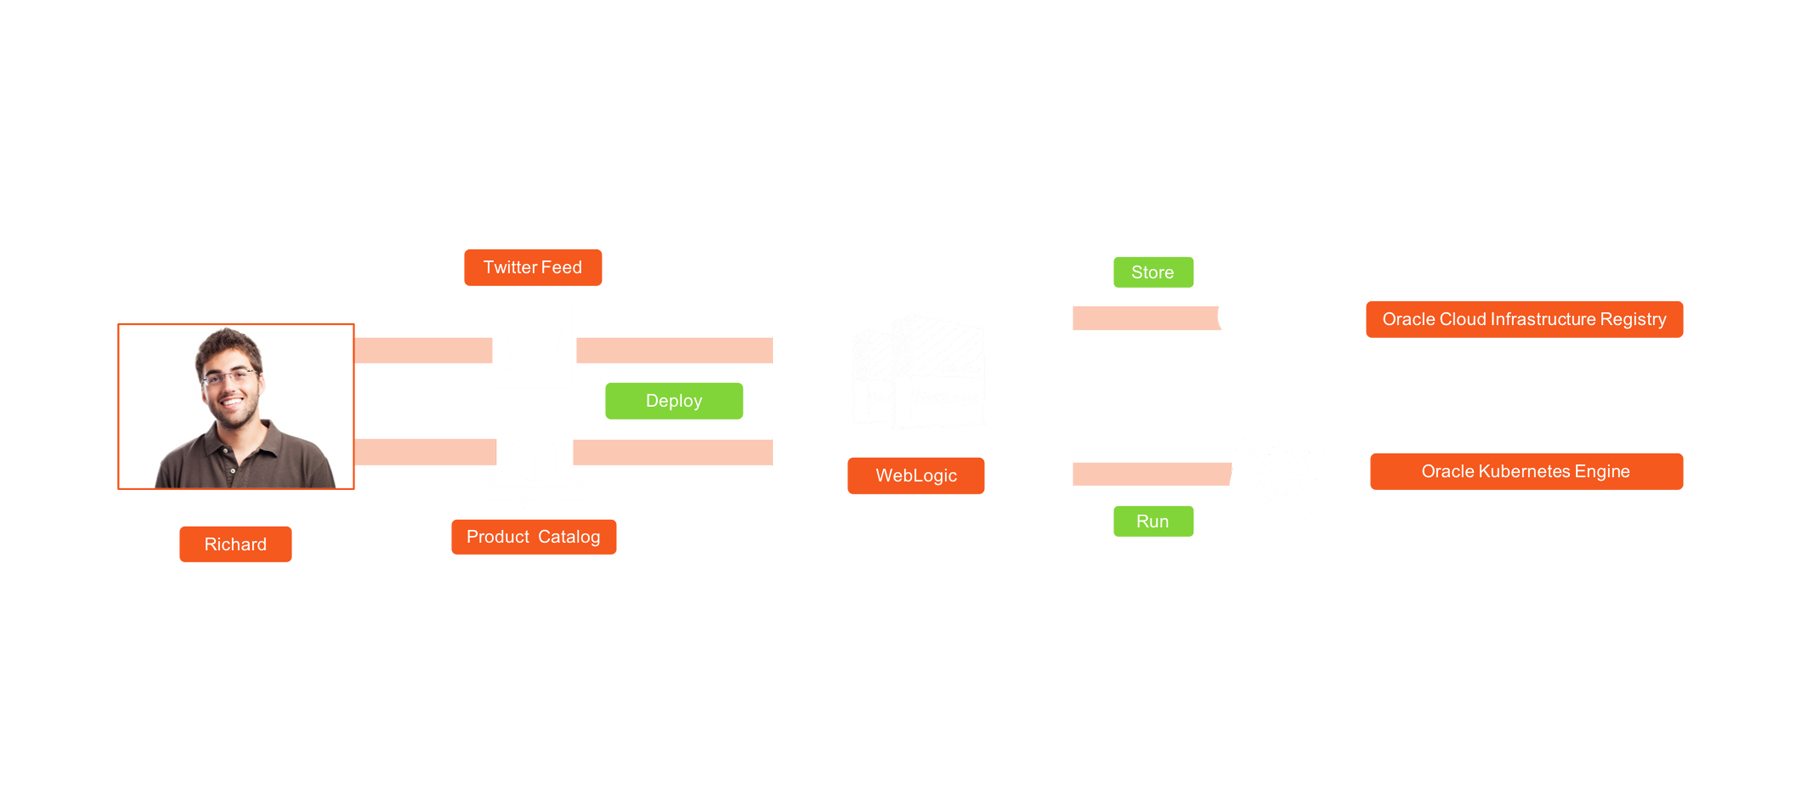 Twitter Feed
Store
Oracle Cloud Infrastructure Registry
Deploy
WebLogic
Oracle Kubernetes Engine
Run
Richard
Product Catalog